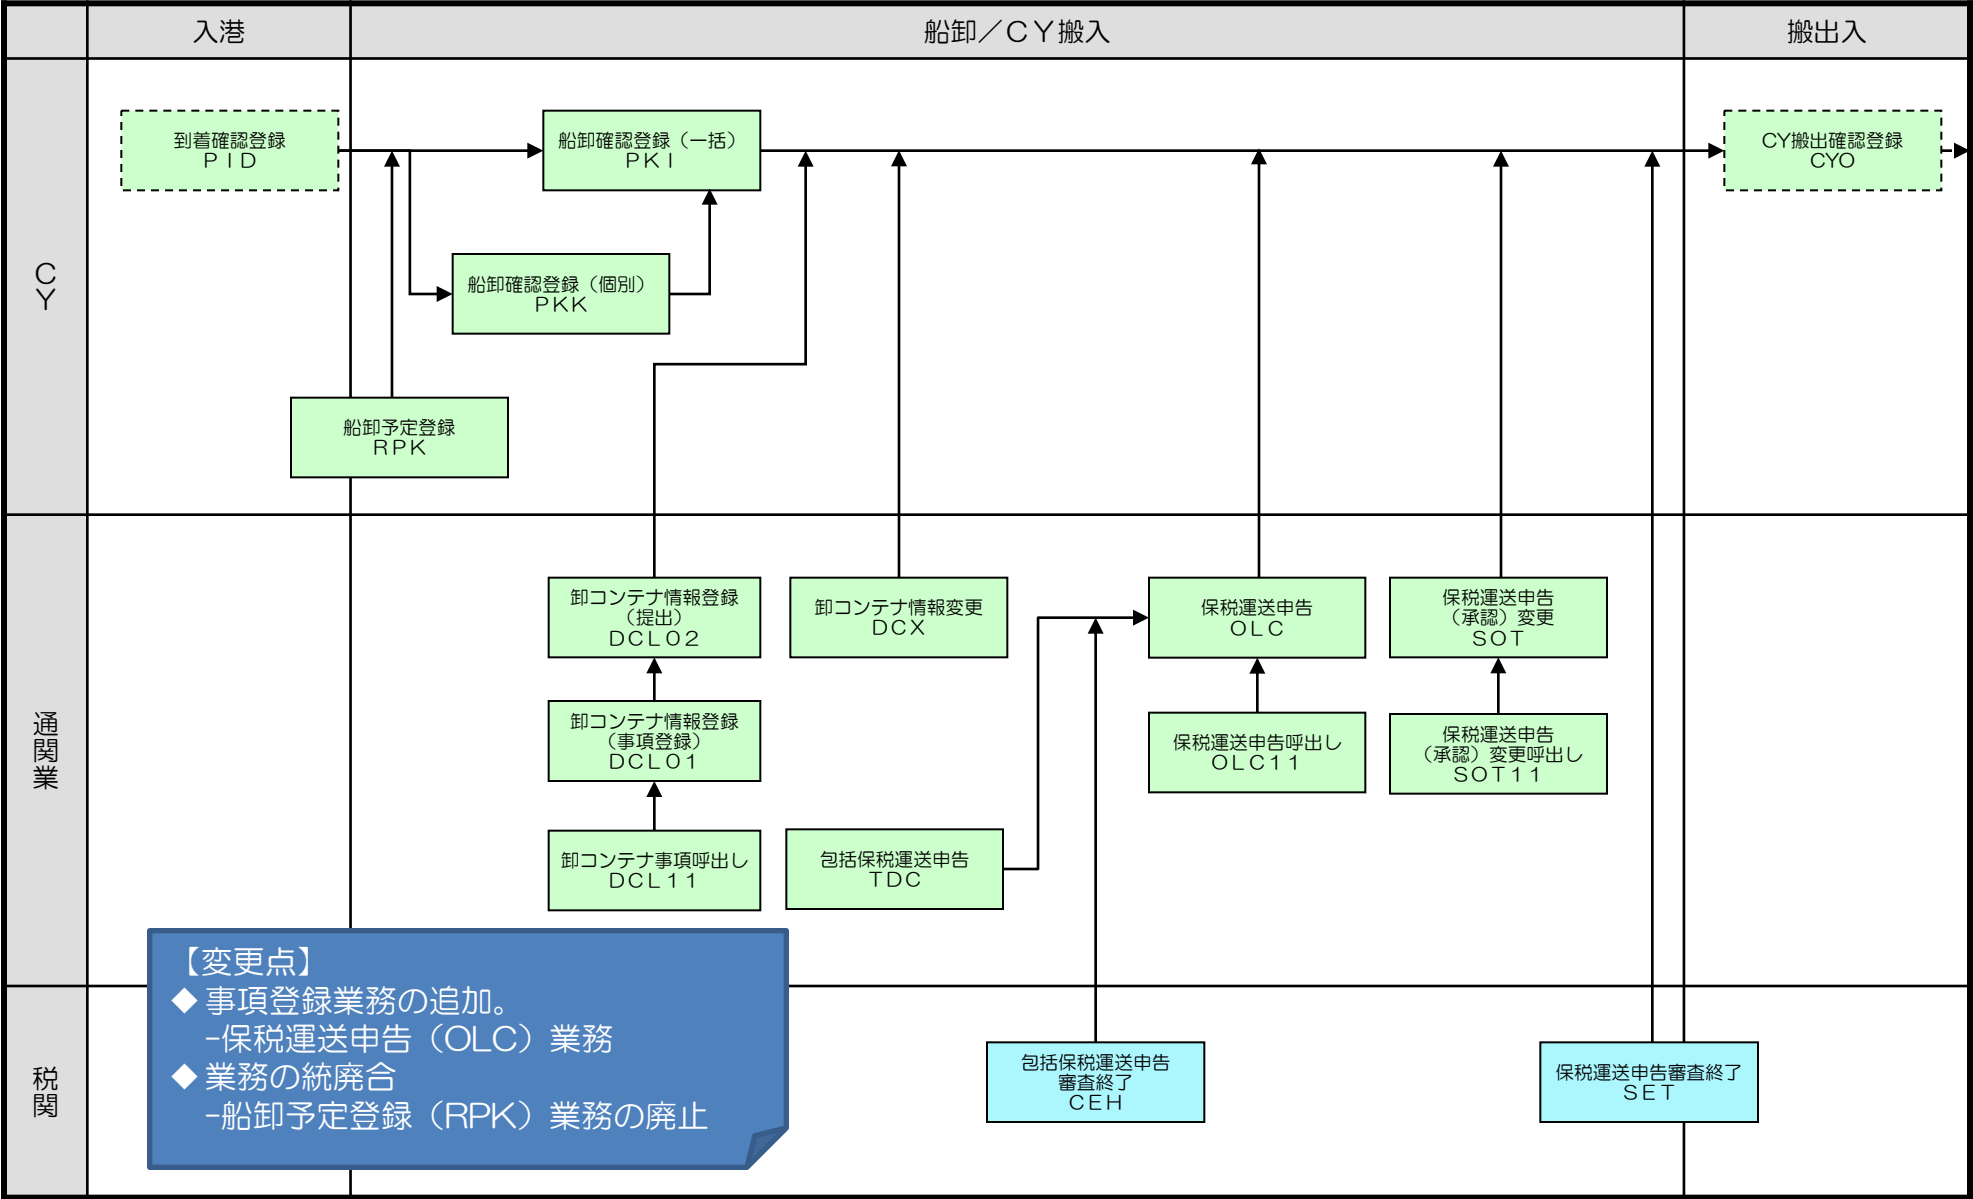 入港
船卸／ＣＹ搬入
搬出入
ＣＹ
到着確認登録
ＰＩＤ
船卸確認登録（一括）
ＰＫＩ
CY搬出確認登録
CYO
船卸確認登録（個別）
ＰＫＫ
船卸予定登録
ＲＰＫ
通関業
卸コンテナ情報登録
（提出）
ＤＣＬ０２
卸コンテナ情報変更
ＤＣＸ
保税運送申告
ＯＬＣ
保税運送申告
（承認）変更
ＳＯＴ
卸コンテナ情報登録
（事項登録）
ＤＣＬ０１
保税運送申告呼出し
ＯＬＣ１１
保税運送申告
（承認）変更呼出し
ＳＯＴ１１
卸コンテナ事項呼出し
ＤＣＬ１１
包括保税運送申告
ＴＤＣ
税関
【変更点】
◆ 事項登録業務の追加。
-保税運送申告（OLC）業務
◆ 業務の統廃合
-船卸予定登録（RPK）業務の廃止
包括保税運送申告
審査終了
ＣＥＨ
保税運送申告審査終了
ＳＥＴ